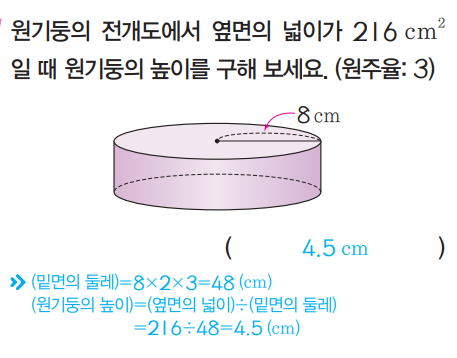 원기둥의 전개도에서 옆면의 넓이가 216 cm²
일 때 원기둥의 높이를 구해 보세요. (원주율: 3)
8 cm
( 4.5 cm )
(밑면의 둘레)=8×2×3=48 (cm)
(원기둥의 높이)=(옆면의 넓이)÷(밑면의 둘레)
=216÷48=4.5 (cm)